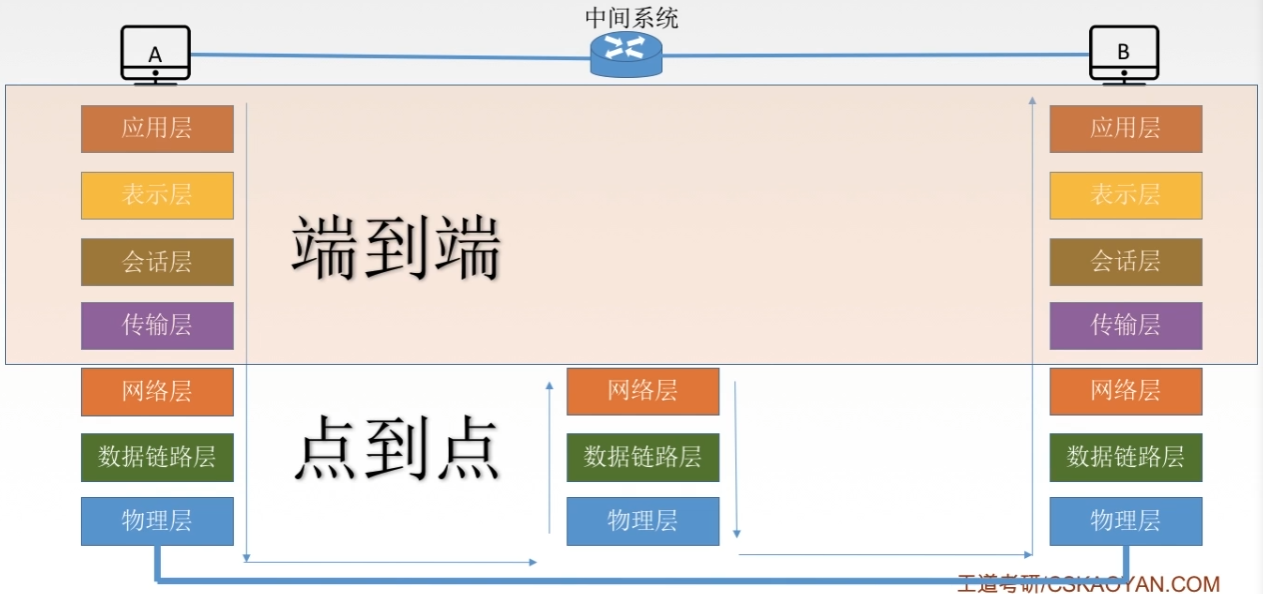 中间系统
A
B
应用层
应用层
表示层
表示层
端到端
会话层
会话层
传输层
传输层
网络层
网络层
网络层
点到点
数据链路层
数据链路层
数据链路层
物理层
物理层
物理层
王道考研/CSKAOYAN.COM